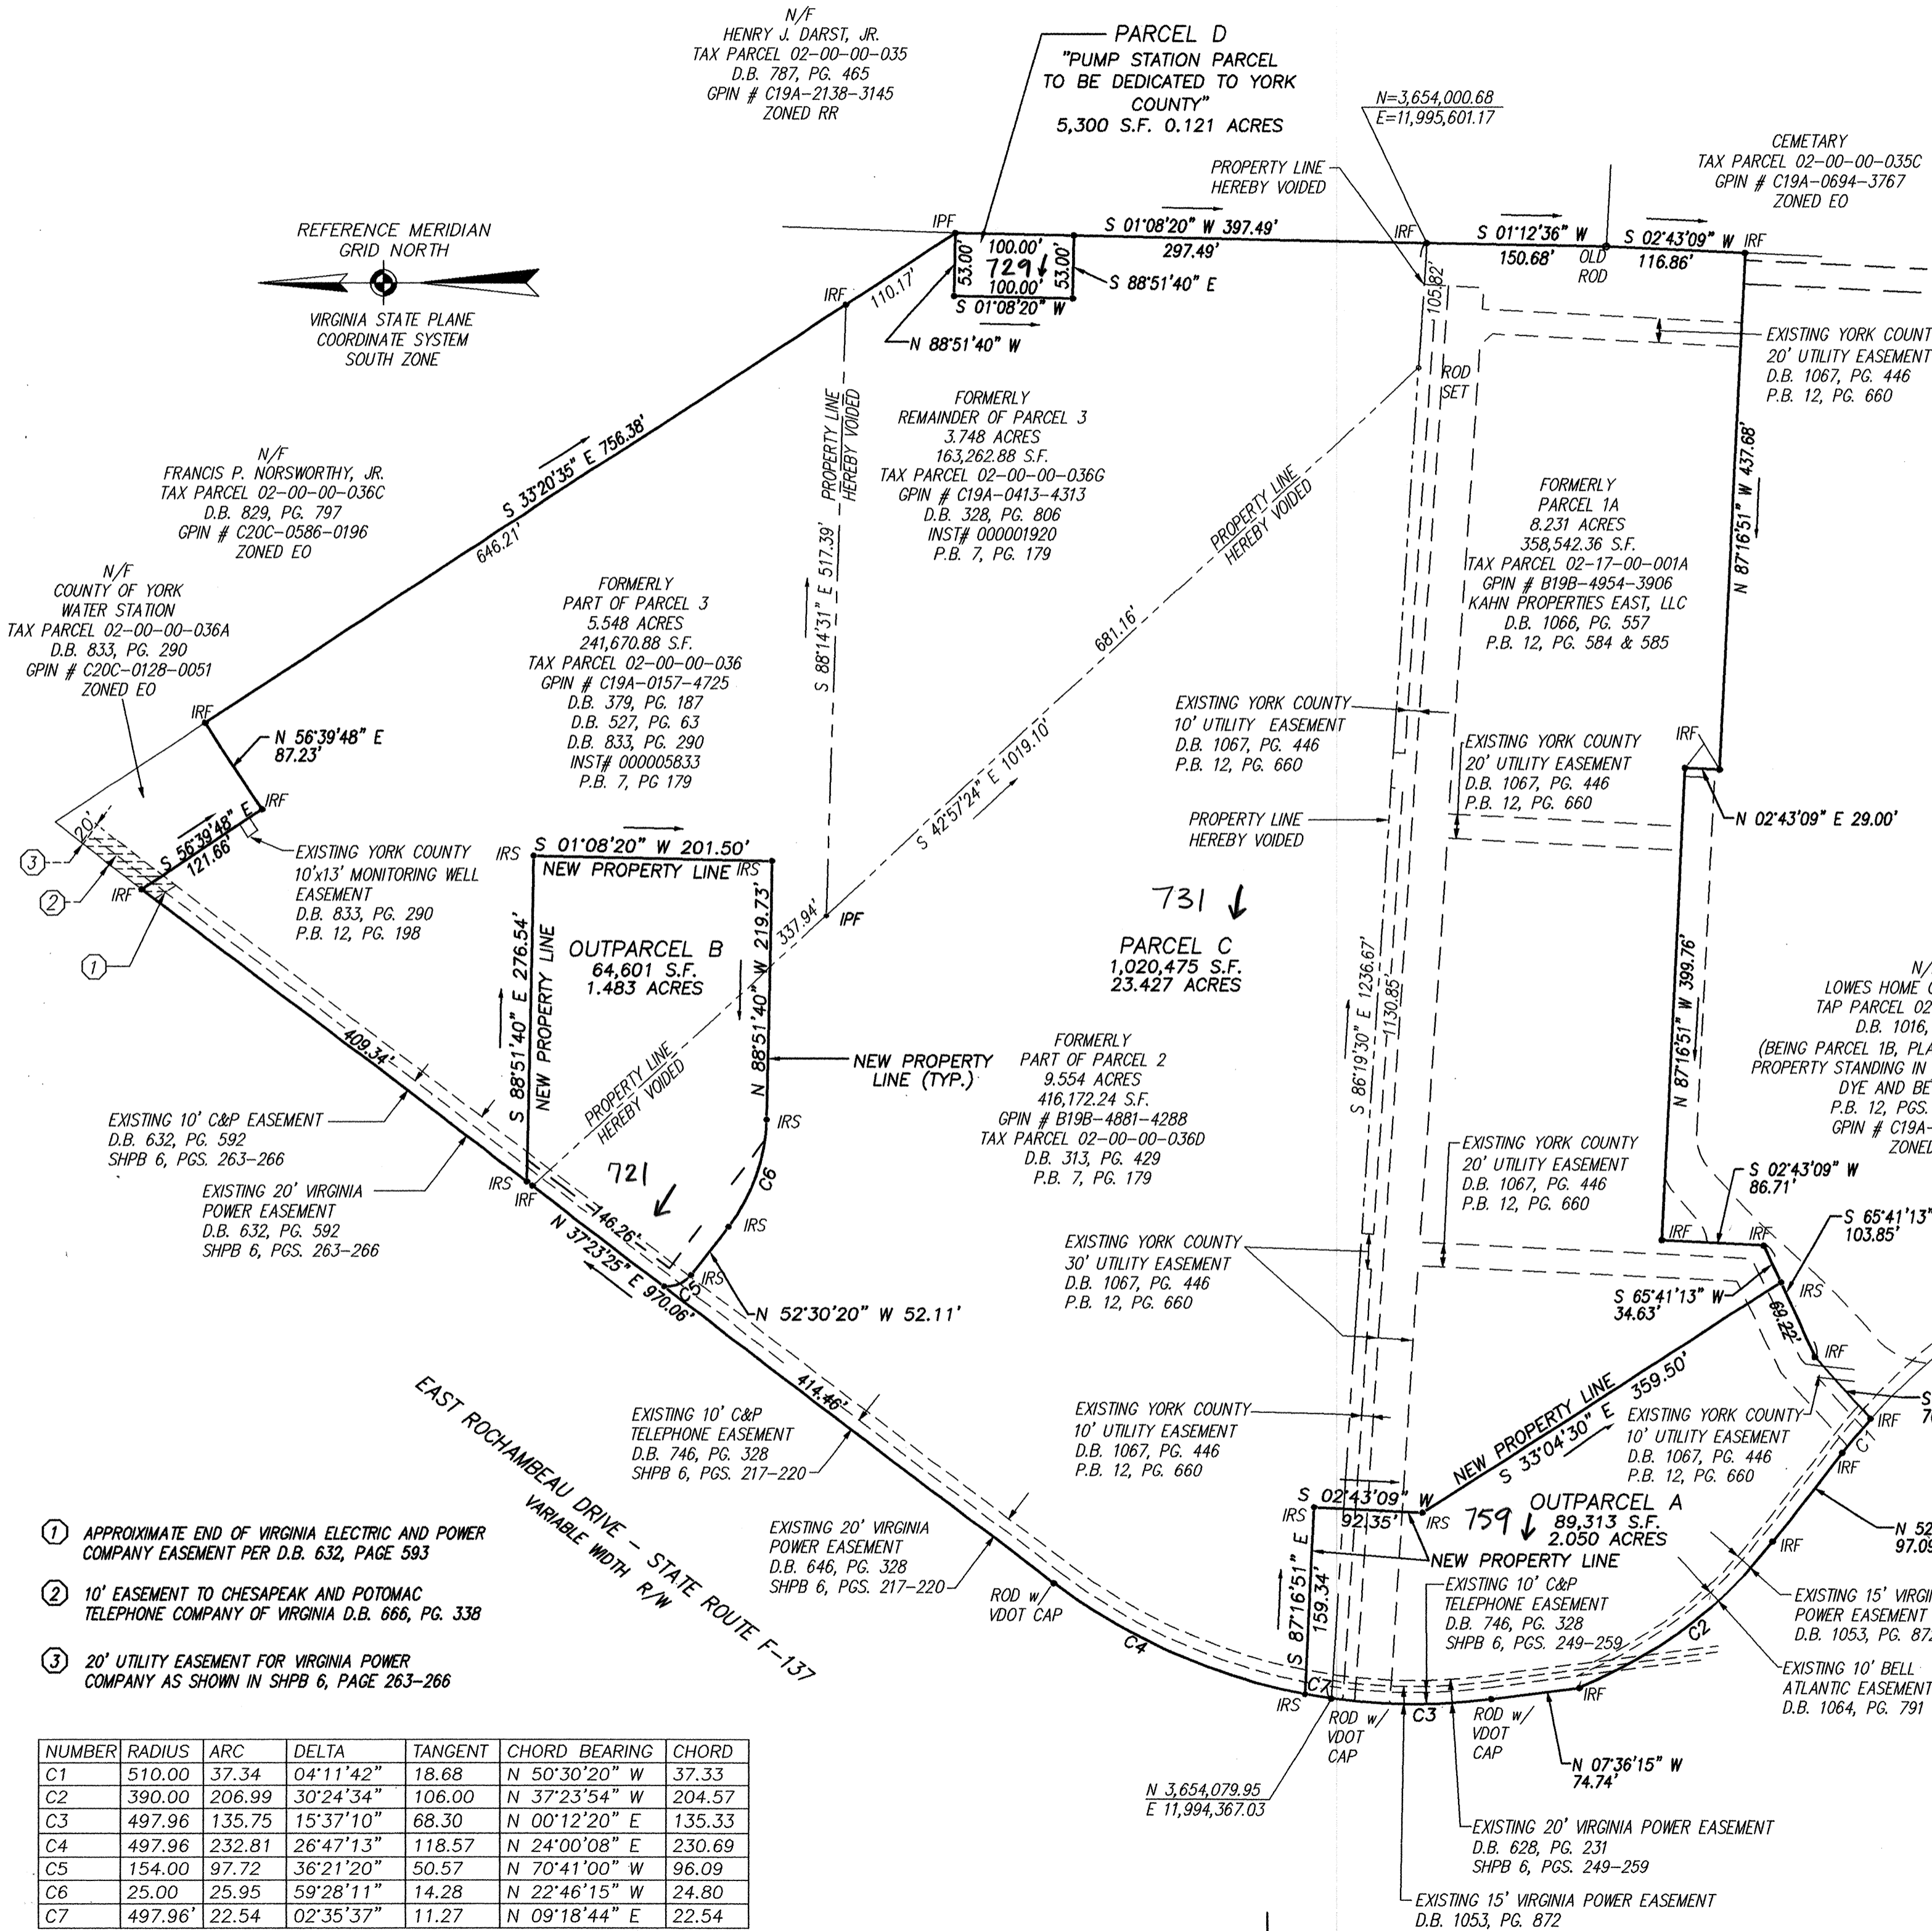 N/F
HENRY J. DARST, JR.
TAX PARCEL 02-00-00-035
D.B. 787, PG. 465
GPIN # C19A-2138-3145
ZONED RR
PARCEL D
"PUMP STATION PARCEL
TO BE DEDICATED TO YORK
COUNTY"
5,300 S.F. 0.121 ACRES
N=3,654,000.68
E=11,995,601.17
PROPERTY LINE
HEREBY VOIDED
CEMETARY
TAX PARCEL 02-00-00-035C
GPIN # C19A-0694-3767
ZONED EO
REFERENCE MERIDIAN
GRID NORTH
VIRGINIA STATE PLANE
COORDINATE SYSTEM
SOUTH ZONE
IPF
S 01°08'20" W 397.49'
297.49'
IRF
S 01°12'36" W
150.68'
OLD
ROD
S 02°43'09" W
116.86'
IRF
100.00'
729
100.00'
53.00'
53.00'
S 01°08'20" W
S 88°51'40" E
N 88°51'40" W
IRF
110.17'
105.82'
ROD
SET
EXISTING YORK COUNT
20' UTILITY EASEMENT
D.B. 1067, PG. 446
P.B. 12, PG. 660
S 33°20'35" E 756.38'
646.21'
PROPERTY LINE
HEREBY VOIDED
S 88°14'31" E 517.39'
FORMERLY
REMAINDER OF PARCEL 3
3.748 ACRES
163,262.88 S.F.
TAX PARCEL 02-00-00-036G
GPIN # C19A-0413-4313
D.B. 328, PG. 806
INST# 000001920
P.B. 7, PG. 179
PROPERTY LINE
HEREBY VOIDED
681.16'
S 42°57'24" E 1019.10'
337.94'
IPF
FORMERLY
PARCEL 1A
8.231 ACRES
358,542.36 S.F.
TAX PARCEL 02-17-00-001A
GPIN # B19B-4954-3906
KAHN PROPERTIES EAST, LLC
D.B. 1066, PG. 557
P.B. 12, PG. 584 & 585
N 87°16'51" W 437.68'
N/F
FRANCIS P. NORSWORTHY, JR.
TAX PARCEL 02-00-00-036C
D.B. 829, PG. 797
GPIN # C20C-0586-0196
ZONED EO
N/F
COUNTY OF YORK
WATER STATION
TAX PARCEL 02-00-00-036A
D.B. 833, PG. 290
GPIN # C20C-0128-0051
ZONED EO
FORMERLY
PART OF PARCEL 3
5.548 ACRES
241,670.88 S.F.
TAX PARCEL 02-00-00-036
GPIN # C19A-0157-4725
D.B. 379, PG. 187
D.B. 527, PG. 63
D.B. 833, PG. 290
INST# 000005833
P.B. 7, PG 179
IRF
N 56°39'48" E
87.23'
IRF
S 56°39'48" E
121.66'
20'
3
2
1
IRF
EXISTING YORK COUNTY
10'x13' MONITORING WELL
EASEMENT
D.B. 833, PG. 290
P.B. 12, PG. 198
EXISTING YORK COUNTY
10' UTILITY EASEMENT
D.B. 1067, PG. 446
P.B. 12, PG. 660
EXISTING YORK COUNTY
20' UTILITY EASEMENT
D.B. 1067, PG. 446
P.B. 12, PG. 660
IRF
N 02°43'09" E 29.00'
PROPERTY LINE
HEREBY VOIDED
IRS
S 01°08'20" W 201.50'
NEW PROPERTY LINE
IRS
S 88°51'40" E 276.54'
NEW PROPERTY LINE
OUTPARCEL B
64,601 S.F.
1.483 ACRES
N 88°51'40" W 219.73'
NEW PROPERTY
LINE (TYP.)
731
PARCEL C
1,020,475 S.F.
23.427 ACRES
S 86°19'30" E 1236.67'
1130.85'
N 87°16'51" W 399.76'
N/
LOWES HOME
TAP PARCEL 02
D.B. 1016,
(BEING PARCEL 1B, PLA
PROPERTY STANDING IN
DYE AND BE
P.B. 12, PGS.
GPIN # C19A-
ZONED
FORMERLY
PART OF PARCEL 2
9.554 ACRES
416,172.24 S.F.
GPIN # B19B-4881-4288
TAX PARCEL 02-00-00-036D
D.B. 313, PG. 429
P.B. 7, PG. 179
409.34'
EXISTING 10' C&P EASEMENT
D.B. 632, PG. 592
SHPB 6, PGS. 263-266
EXISTING 20' VIRGINIA
POWER EASEMENT
D.B. 632, PG. 592
SHPB 6, PGS. 263-266
PROPERTY LINE
HEREBY VOIDED
IRS
IRF
721
IRS
C6
IRS
146.26'
N 37°23'25" E 970.06'
IRS
C5
N 52°30'20" W 52.11'
EXISTING YORK COUNTY
20' UTILITY EASEMENT
D.B. 1067, PG. 446
P.B. 12, PG. 660
S 02°43'09" W
86.71'
IRF
IRF
S 65°41'13"
103.85'
S 65°41'13" W
34.63'
IRS
69.22'
IRF
EXISTING YORK COUNTY
30' UTILITY EASEMENT
D.B. 1067, PG. 446
P.B. 12, PG. 660
EAST ROCHAMBEAU DRIVE - STATE ROUTE F-137
VARIABLE WIDTH R/W
414.46'
EXISTING 10' C&P
TELEPHONE EASEMENT
D.B. 746, PG. 328
SHPB 6, PGS. 217-220
EXISTING 20' VIRGINIA
POWER EASEMENT
D.B. 646, PG. 328
SHPB 6, PGS. 217-220
EXISTING YORK COUNTY
10' UTILITY EASEMENT
D.B. 1067, PG. 446
P.B. 12, PG. 660
NEW PROPERTY LINE
359.50'
S 33°04'30" E
EXISTING YORK COUNTY
10' UTILITY EASEMENT
D.B. 1067, PG. 446
P.B. 12, PG. 660
S
IRF
C1
IRF
S 02°43'09" W
92.35'
IRS
IRS
759
OUTPARCEL A
89,313 S.F.
2.050 ACRES
NEW PROPERTY LINE
S 87°16'51" E
159.34'
EXISTING 10' C&P
TELEPHONE EASEMENT
D.B. 746, PG. 328
SHPB 6, PGS. 249-259
IRF
N 52
97.09
C2
EXISTING 15' VIRGIN
POWER EASEMENT
D.B. 1053, PG. 872
EXISTING 10' BELL
ATLANTIC EASEMENT
D.B. 1064, PG. 791
ROD w/
VDOT CAP
C4
IRS
C7
ROD w/
VDOT
CAP
C3
ROD w/
VDOT
CAP
IRF
N 07°36'15" W
74.74'
N 3,654,079.95
E 11,994,367.03
EXISTING 20' VIRGINIA POWER EASEMENT
D.B. 628, PG. 231
SHPB 6, PGS. 249-259
EXISTING 15' VIRGINIA POWER EASEMENT
D.B. 1053, PG. 872
1 APPROIXIMATE END OF VIRGINIA ELECTRIC AND POWER
COMPANY EASEMENT PER D.B. 632, PAGE 593
2 10' EASEMENT TO CHESAPEAK AND POTOMAC
TELEPHONE COMPANY OF VIRGINIA D.B. 666, PG. 338
3 20' UTILITY EASEMENT FOR VIRGINIA POWER
COMPANY AS SHOWN IN SHPB 6, PAGE 263-266
NUMBER RADIUS ARC DELTA TANGENT CHORD BEARING CHORD
C1 510.00 37.34 04°11'42" 18.68 N 50°30'20" W 37.33
C2 390.00 206.99 30°24'34" 106.00 N 37°23'54" W 204.57
C3 497.96 135.75 15°37'10" 68.30 N 00°12'20" E 135.33
C4 497.96 232.81 26°47'13" 118.57 N 24°00'08" E 230.69
C5 154.00 97.72 36°21'20" 50.57 N 70°41'00" W 96.09
C6 25.00 25.95 59°28'11" 14.28 N 22°46'15" W 24.80
C7 497.96' 22.54 02°35'37" 11.27 N 09°18'44" E 22.54